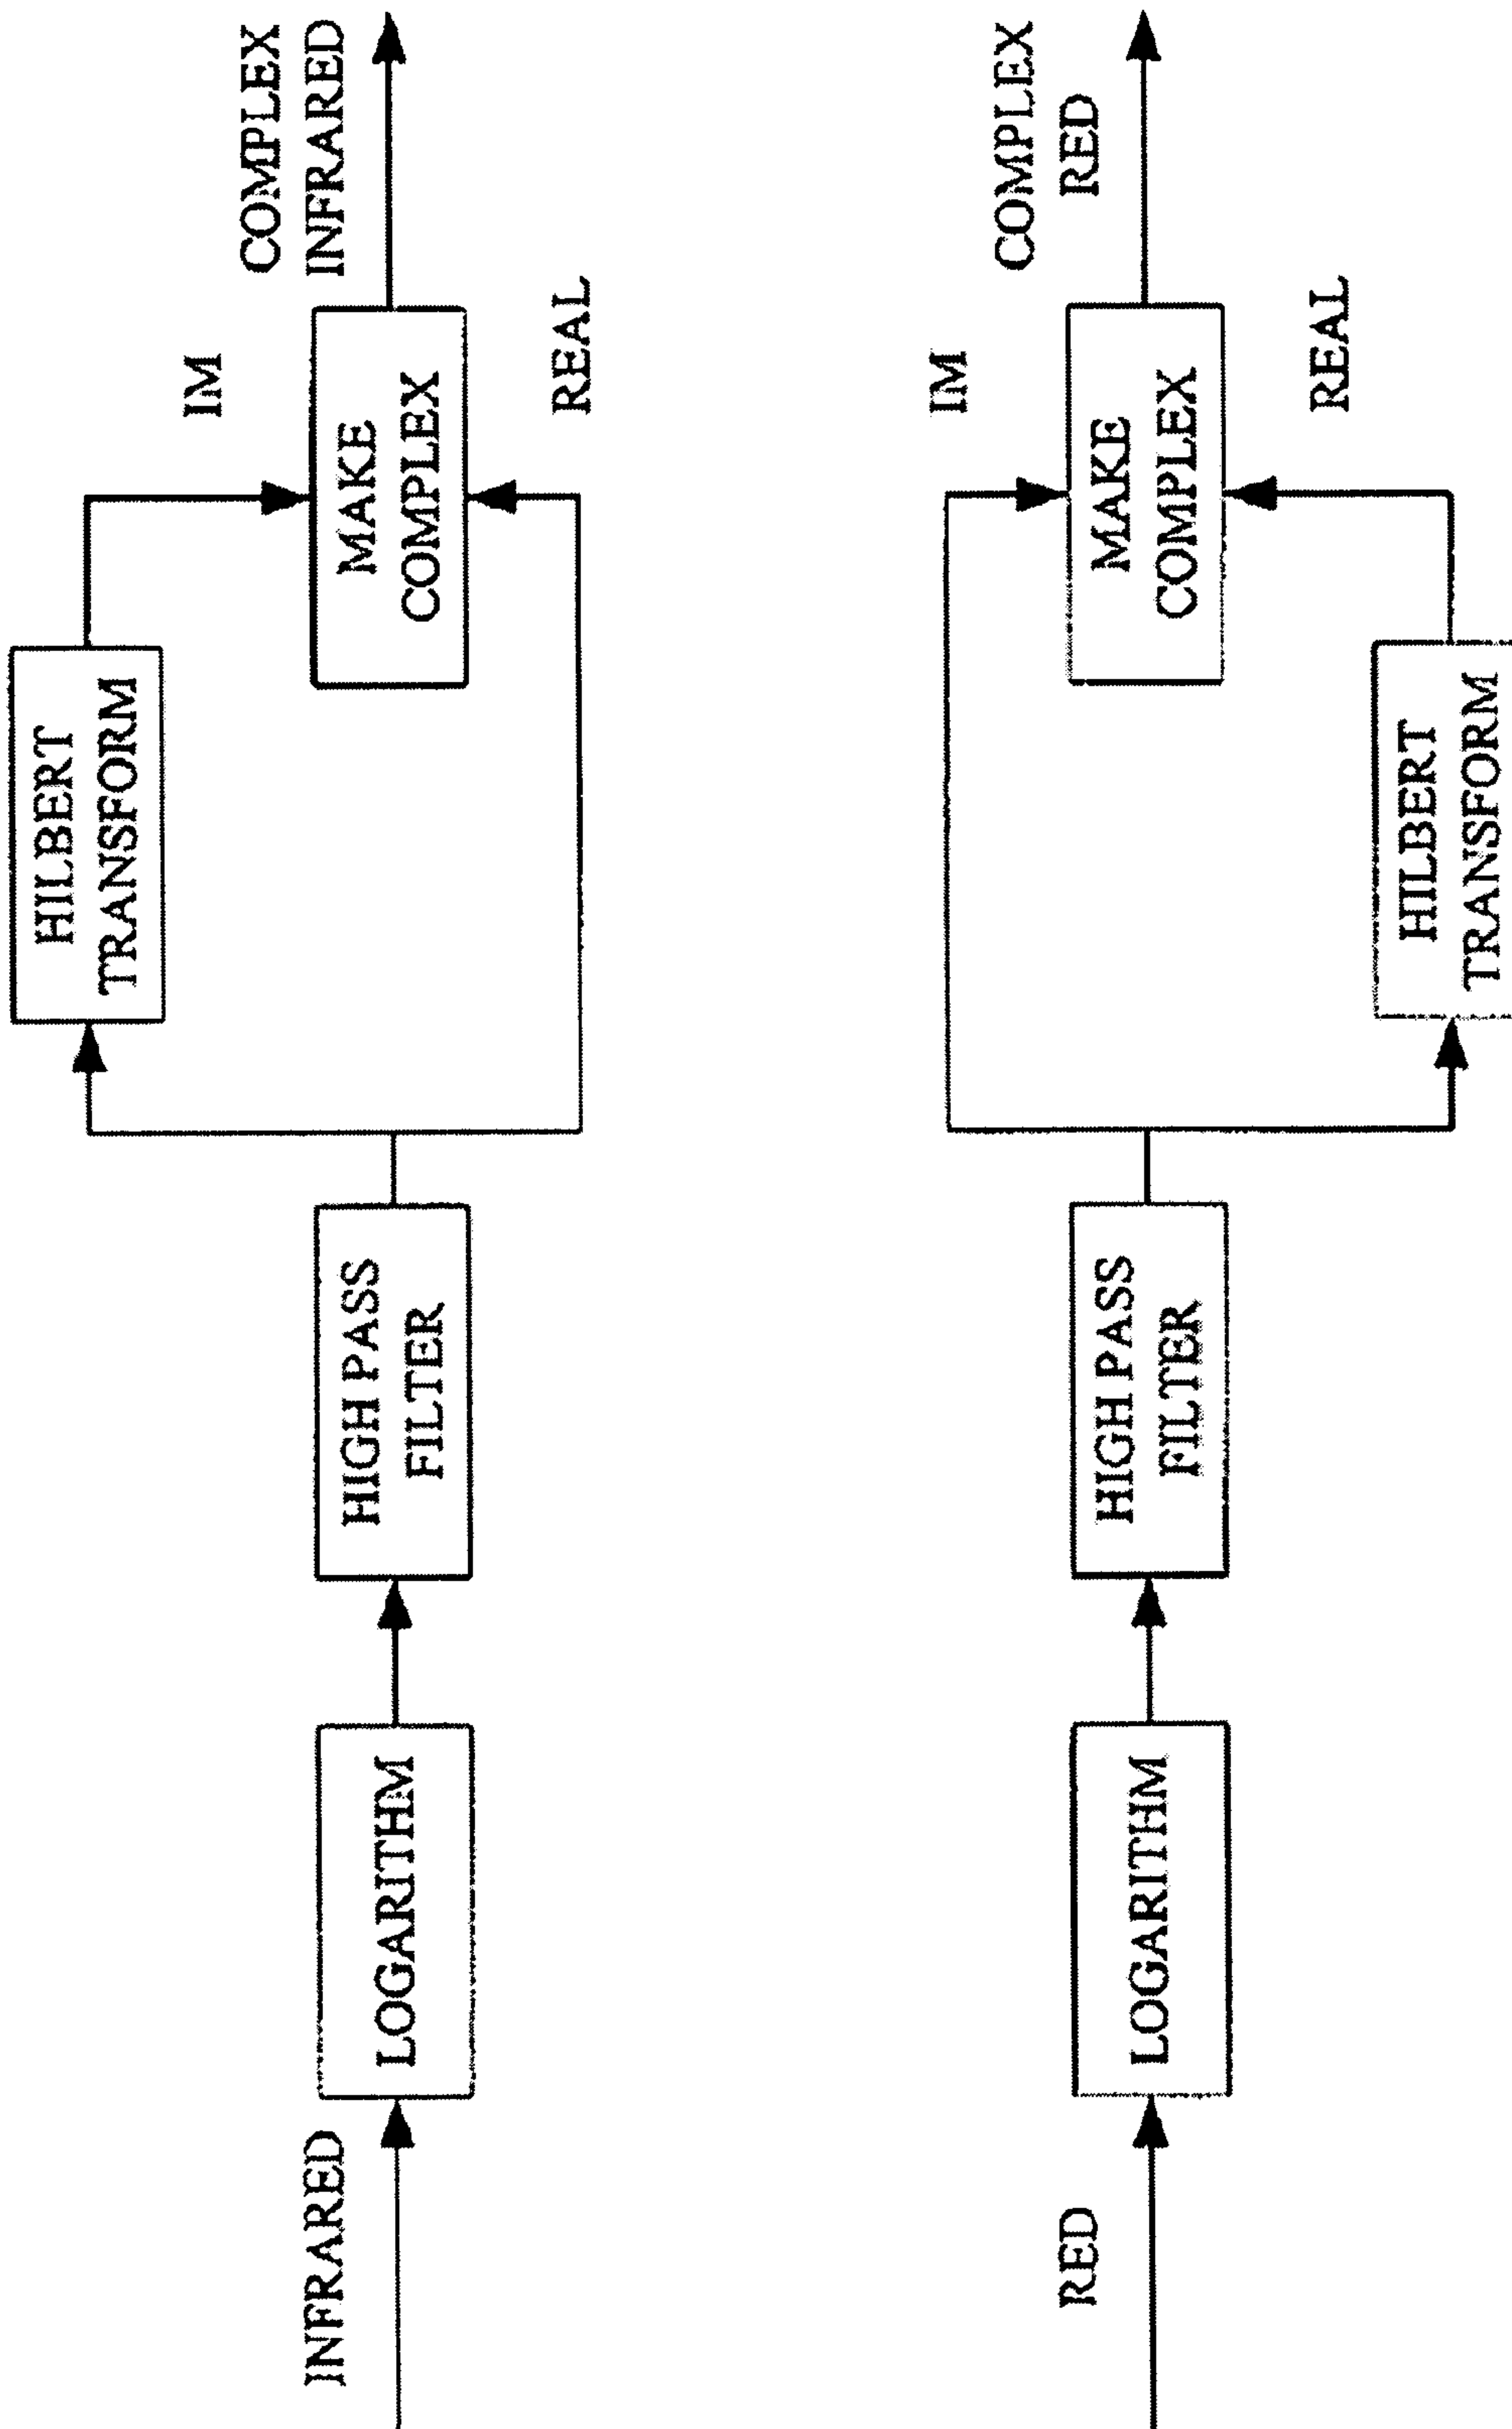 INFRARED
LOGARITHM
HIGH PASS
FILTER
HILBERT
TRANSFORM
IM
MAKE
COMPLEX
REAL
COMPLEX
INFRARED
RED
LOGARITHM
HIGH PASS
FILTER
IM
HILBERT
TRANSFORM
MAKE
COMPLEX
REAL
COMPLEX
RED